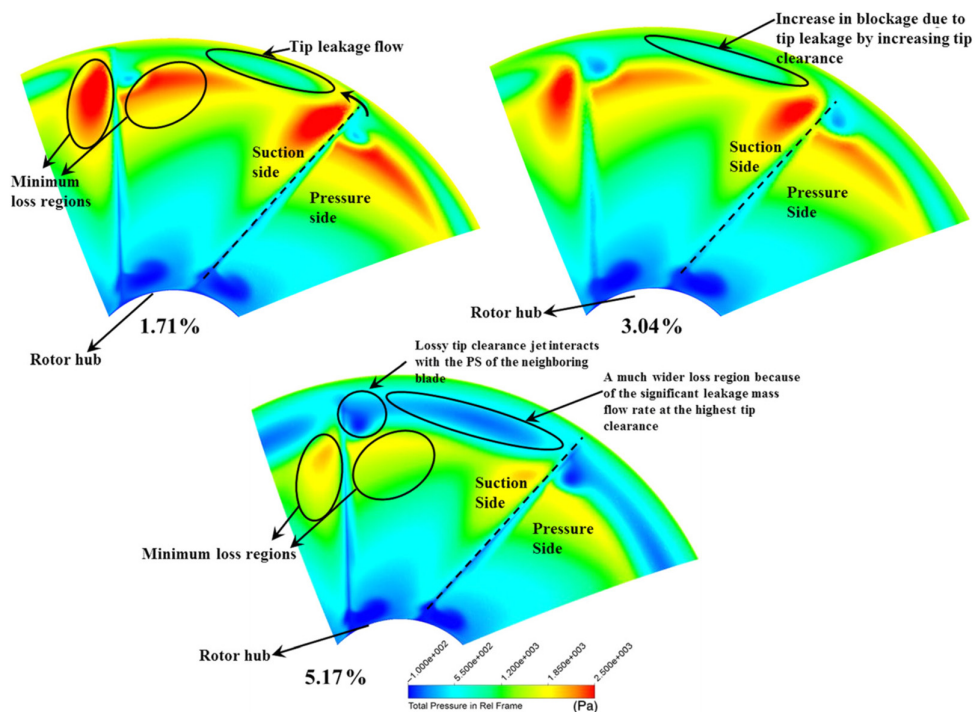 Tip leakage flow
Minimum
loss regions
Suction
side
Pressure
side
Rotor hub
1.71%
Increase in blockage due to
tip leakage by increasing tip
clearance
Suction
Side
Pressure
Side
Rotor hub
3.04%
Lossy tip clearance jet interacts
with the PS of the neighboring
blade
A much wider loss region because
of the significant leakage mass
flow rate at the highest tip
clearance
Suction
Side
Pressure
Side
Minimum loss regions
Rotor hub
5.17%
-1.000e+002
5.500e+002
1.200e+003
1.850e+003
2.500e+003
Total Pressure in Rel Frame
(Pa)